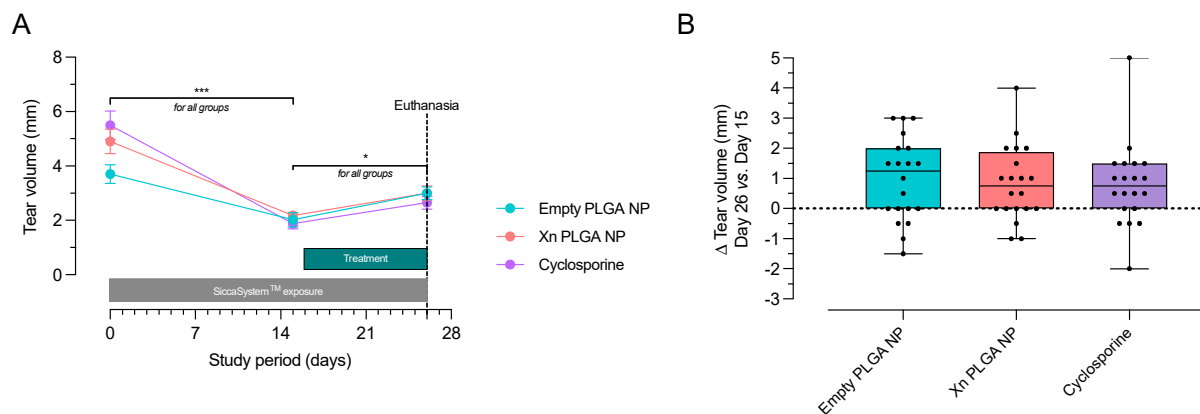 A
Tear volume (mm)
8
6
4
2
0
***
for all groups
Euthanasia
*
for all groups
Treatment
SiccaSystem™ exposure
0
7
14
21
28
Study period (days)
Empty PLGA NP
Xn PLGA NP
Cyclosporine
B
Δ Tear volume (mm)
Day 26 vs. Day 15
5
4
3
2
1
0
-1
-2
-3
Empty PLGA NP
Xn PLGA NP
Cyclosporine